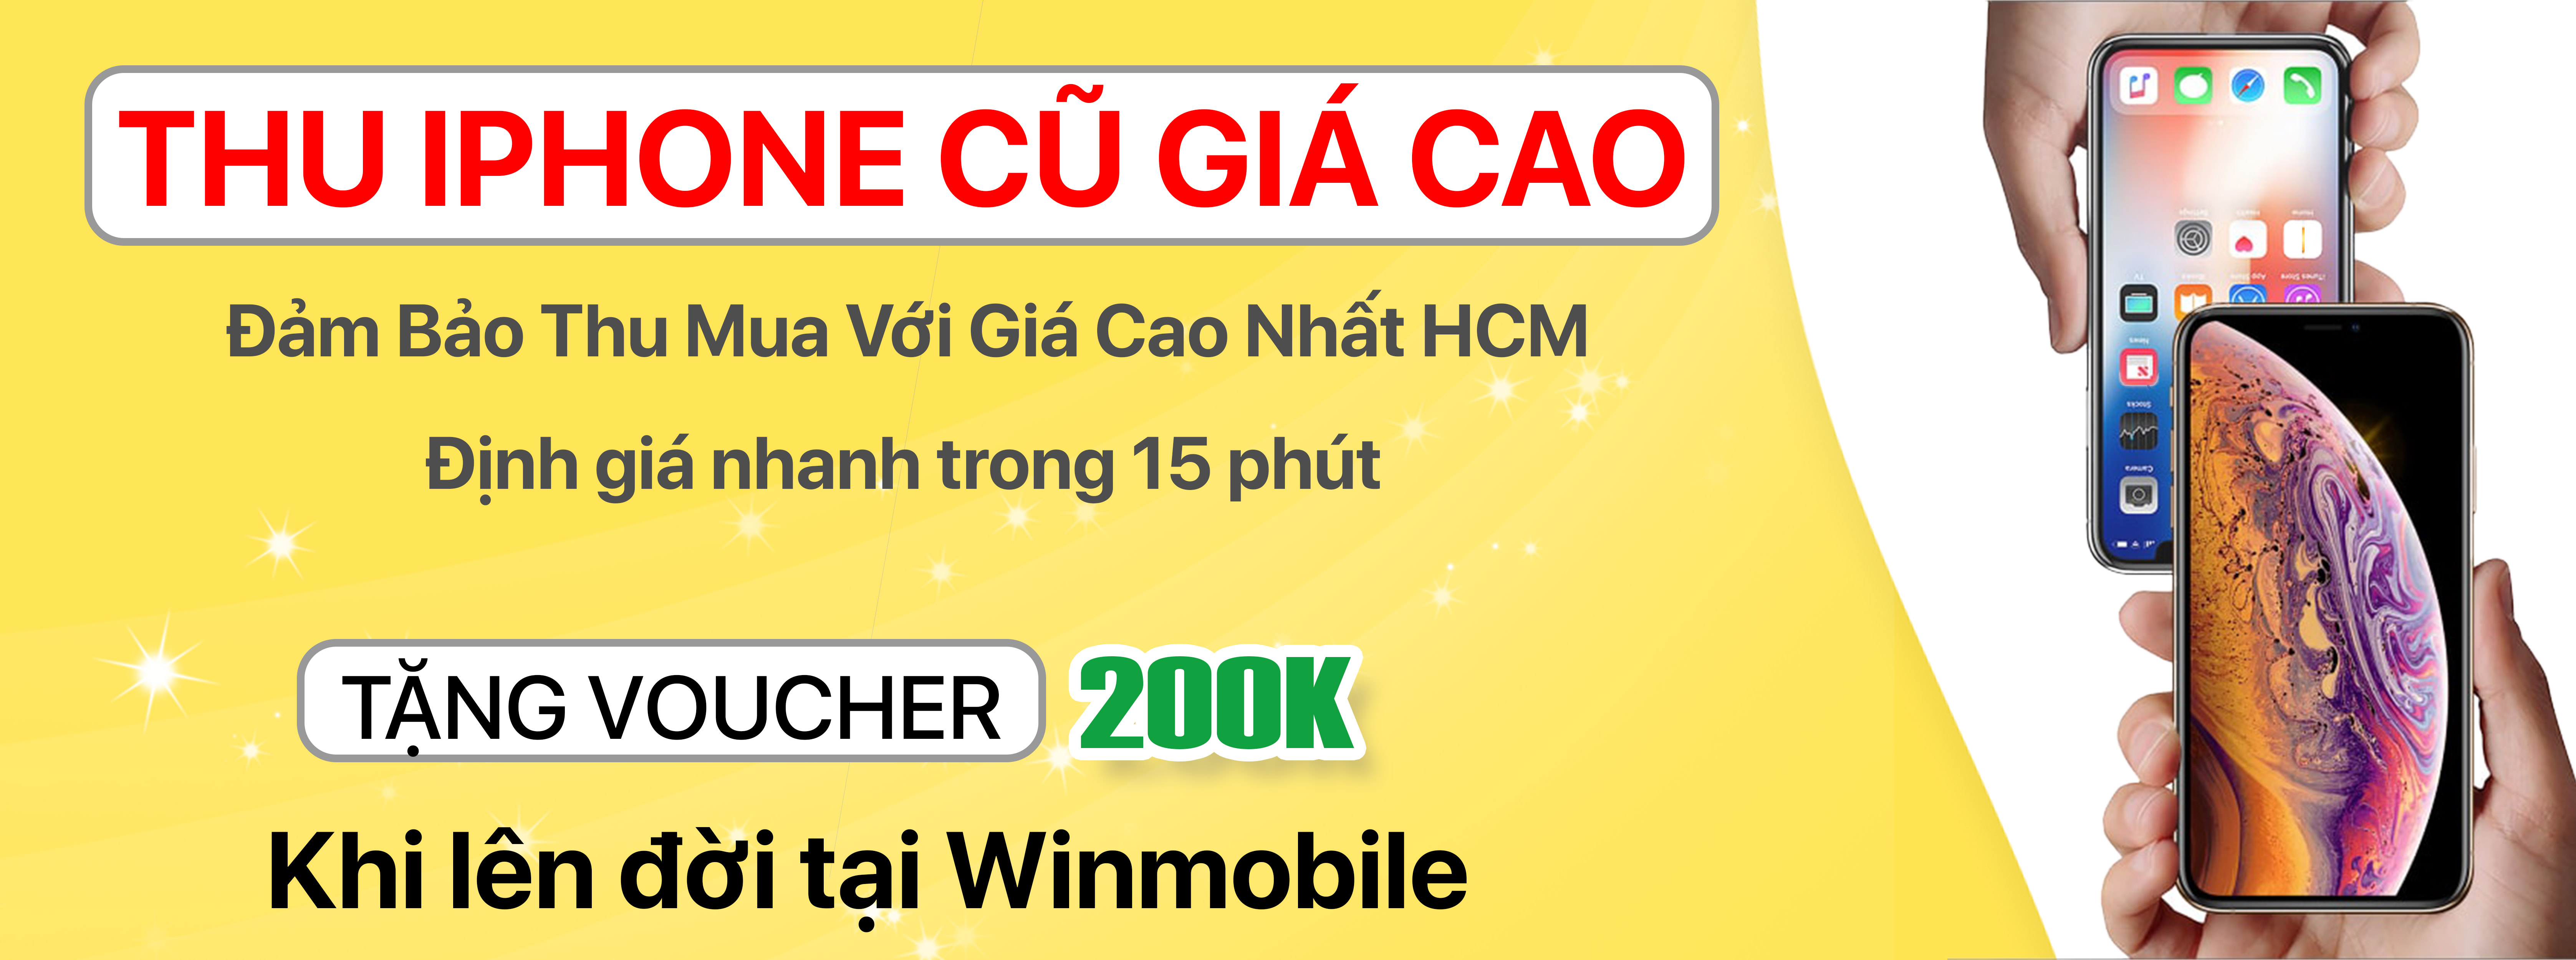 THU IPHONE CŨ GIÁ CAO
Đảm Bảo Thu Mua Với Giá Cao Nhất HCM
Định giá nhanh trong 15 phút
TẶNG VOUCHER 200K
Khi lên đời tại Winmobile